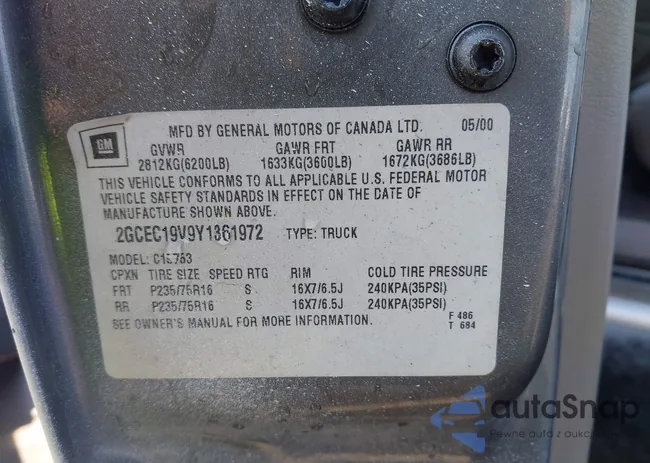 GM
MFD BY GENERAL MOTORS OF CANADA LTD. 05/00
GVWR GAWR FRT GAWR RR
2812KG(6200LB) 1633KG(3600LB) 1672KG(3686LB)
THIS VEHICLE CONFORMS TO ALL APPLICABLE U.S. FEDERAL MOTOR
VEHICLE SAFETY STANDARDS IN EFFECT ON THE DATE OF
MANUFACTURE SHOWN ABOVE.
2GCEC19V9Y1361972 TYPE: TRUCK
MODEL: C15753
CPXN TIRE SIZE SPEED RTG RIM COLD TIRE PRESSURE
FRT P235/75R16 S 16X7/6.5J 240KPA(35PSI)
RR P235/75R16 S 16X7/6.5J 240KPA(35PSI)
SEE OWNER'S MANUAL FOR MORE INFORMATION.
F 486
T 684
autaSnap
Pewne auto z aukcji